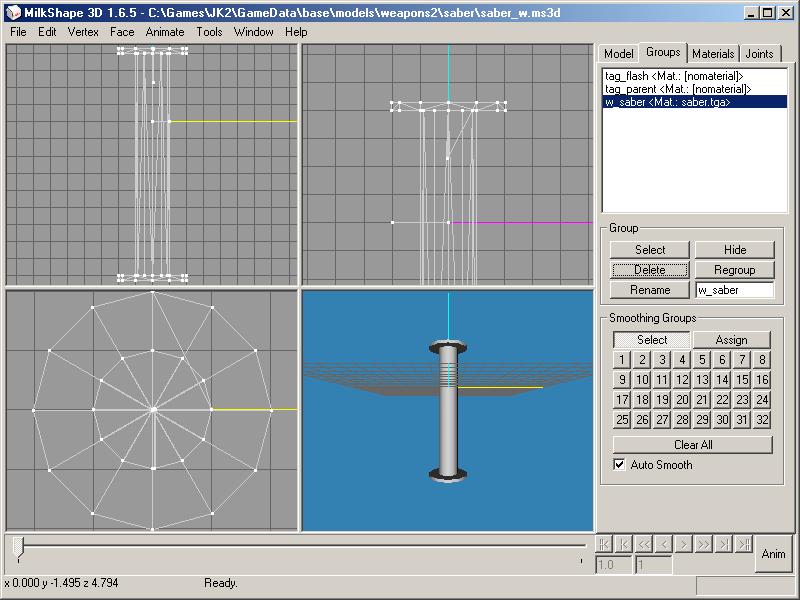 MilkShape 3D 1.6.5 - C:\Games\JK2\GameData\base\models\weapons2\saber\saber_w.ms3d
File Edit Vertex Face Animate Tools Window Help
Model Groups Materials Joints
tag_flash <Mat.: [nomaterial]>
tag_parent <Mat.: [nomaterial]>
w_saber <Mat.: saber.tga>
Group
Select Hide
Delete Regroup
Rename w_saber
Smoothing Groups
Select Assign
1 2 3 4 5 6 7 8
9 10 11 12 13 14 15 16
17 18 19 20 21 22 23 24
25 26 27 28 29 30 31 32
Clear All
Auto Smooth
1.0 1 Anim
x 0.000 y -1.495 z 4.794 Ready.